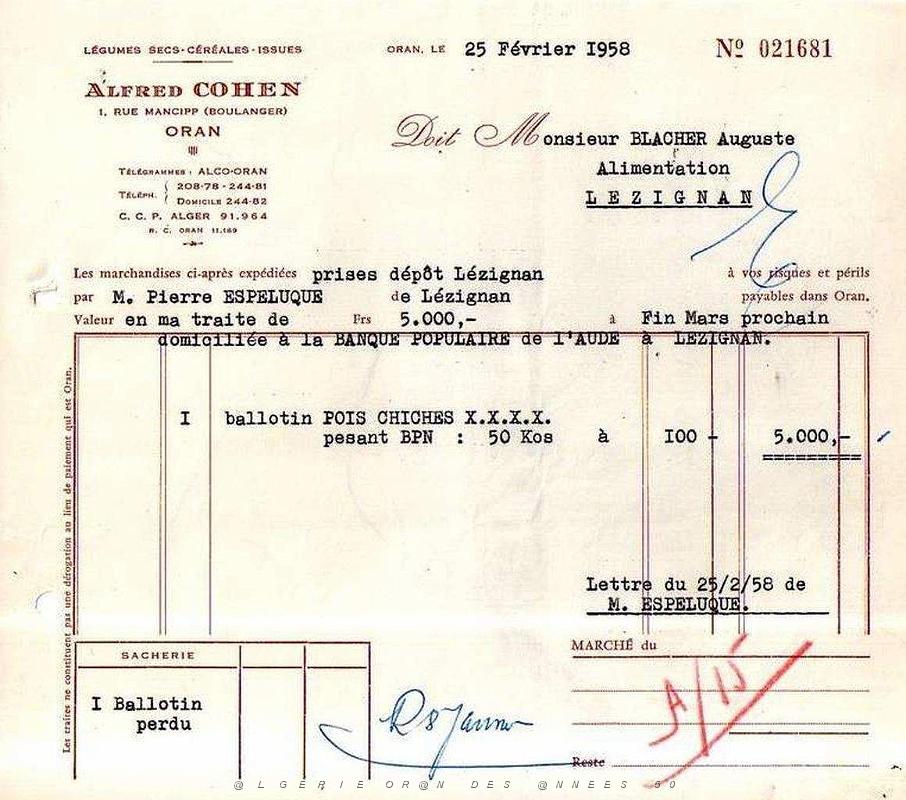 LÉGUMES SECS-CÉRÉALES-ISSUES
ORAN, LE 25 Février I958
Nº 021681
ALFRED COHEN
1, RUE MANCIPP (BOULANGER)
ORAN
TÉLÉGRAMMES : ALCO-ORAN
TÉLÉPH. { 208-78 - 244-81
DOMICILE 244-82
C. C. P. ALGER 91.964
R. C. ORAN 11.169
Doit Monsieur BLACHER Auguste
Alimentation
LEZIGNAN
Les marchandises ci-après expédiées prises dépôt Lézignan à vos risques et périls
par M. Pierre ESPELUQUE de Lézignan payables dans Oran.
Valeur en ma traite de Frs 5.000,- à Fin Mars prochain
domiciliée à la BANQUE POPULAIRE de l'AUDE à LEZIGNAN.
I ballotin POIS CHICHES X.X.X.X.
pesant BPN : 50 Kos à I00 - 5.000,-
Lettre du 25/2/58 de
M. ESPELUQUE.
Les traites ne constituent pas une dérogation au lieu de paiement qui est Oran.
SACHERIE
I Ballotin
perdu
MARCHÉ du
A/15
Reste
@LGERIE OR@N DES @NNEES 50